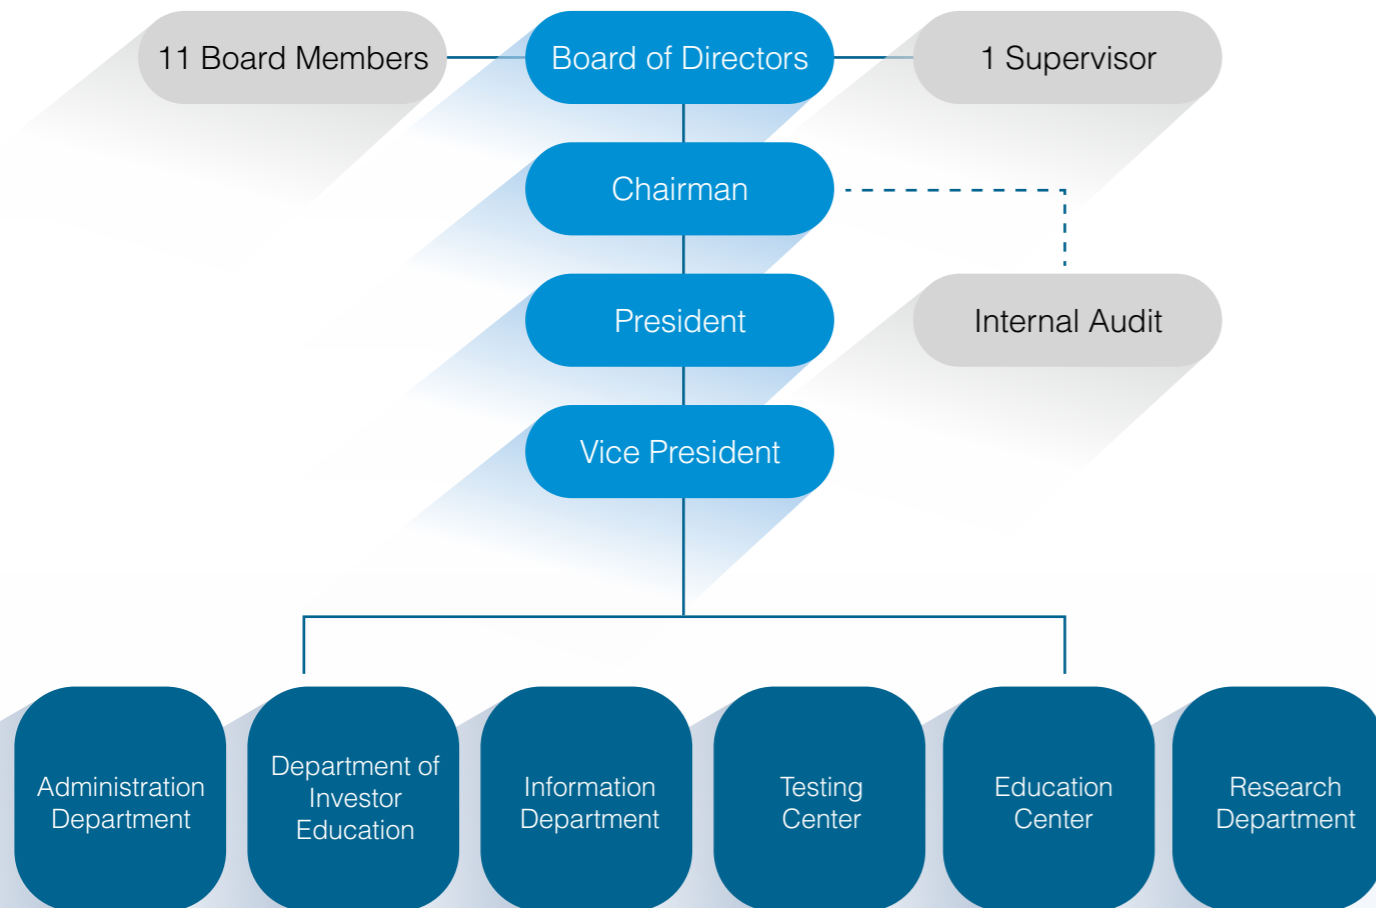 11 Board Members
Board of Directors
1 Supervisor
Chairman
President
Internal Audit
Vice President
Administration
Department
Department of
Investor
Education
Information
Department
Testing
Center
Education
Center
Research
Department